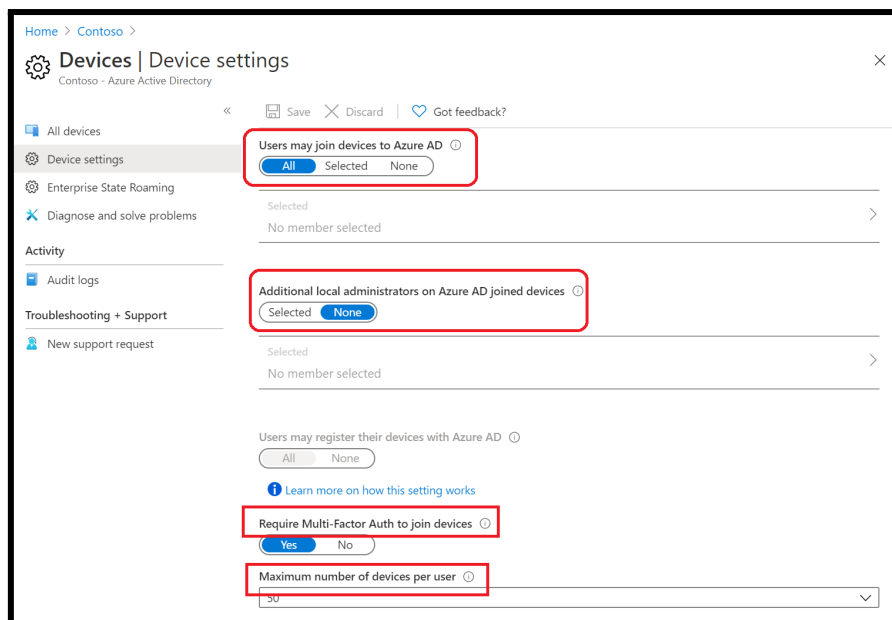 Home > Contoso >
Devices | Device settings
Contoso - Azure Active Directory
«
Save Discard Got feedback?
All devices
Device settings
Enterprise State Roaming
Diagnose and solve problems
Activity
Audit logs
Troubleshooting + Support
New support request
Users may join devices to Azure AD
All Selected None
Selected
No member selected
Additional local administrators on Azure AD joined devices
Selected None
Selected
No member selected
Users may register their devices with Azure AD
All None
Learn more on how this setting works
Require Multi-Factor Auth to join devices
Yes No
Maximum number of devices per user
50